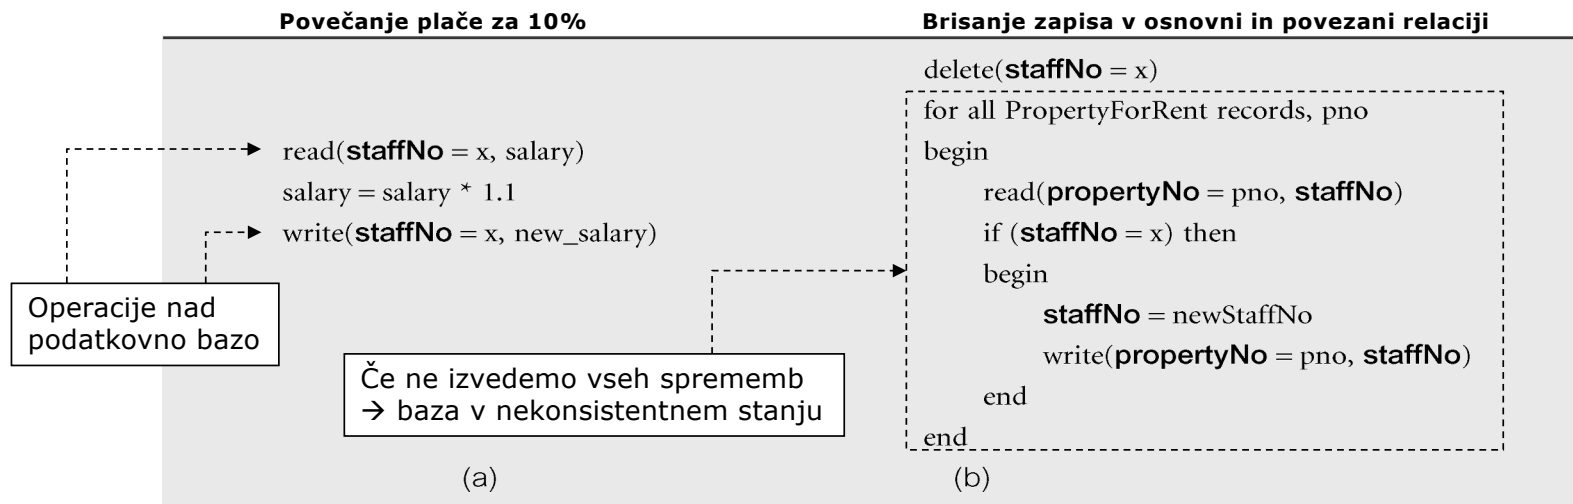 Povečanje plače za 10%
read(staffNo = x, salary)
salary = salary * 1.1
write(staffNo = x, new_salary)
Operacije nad
podatkovno bazo
(a)
Brisanje zapisa v osnovni in povezani relaciji
delete(staffNo = x)
for all PropertyForRent records, pno
begin
read(propertyNo = pno, staffNo)
if (staffNo = x) then
begin
staffNo = newStaffNo
write(propertyNo = pno, staffNo)
end
end
Če ne izvedemo vseh sprememb
→ baza v nekonsistentnem stanju
(b)